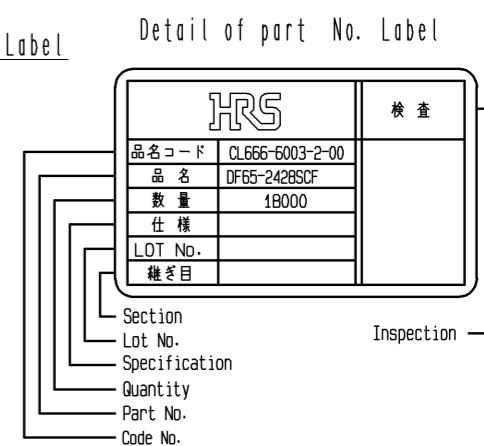 Label
Detail of part No. Label
HRS
検査
品名コード CL666-6003-2-00
品名 DF65-2428SCF
数量 18000
仕様
LOT No.
継ぎ目
Section
Lot No.
Specification
Inspection
Quantity
Part No.
Code No.